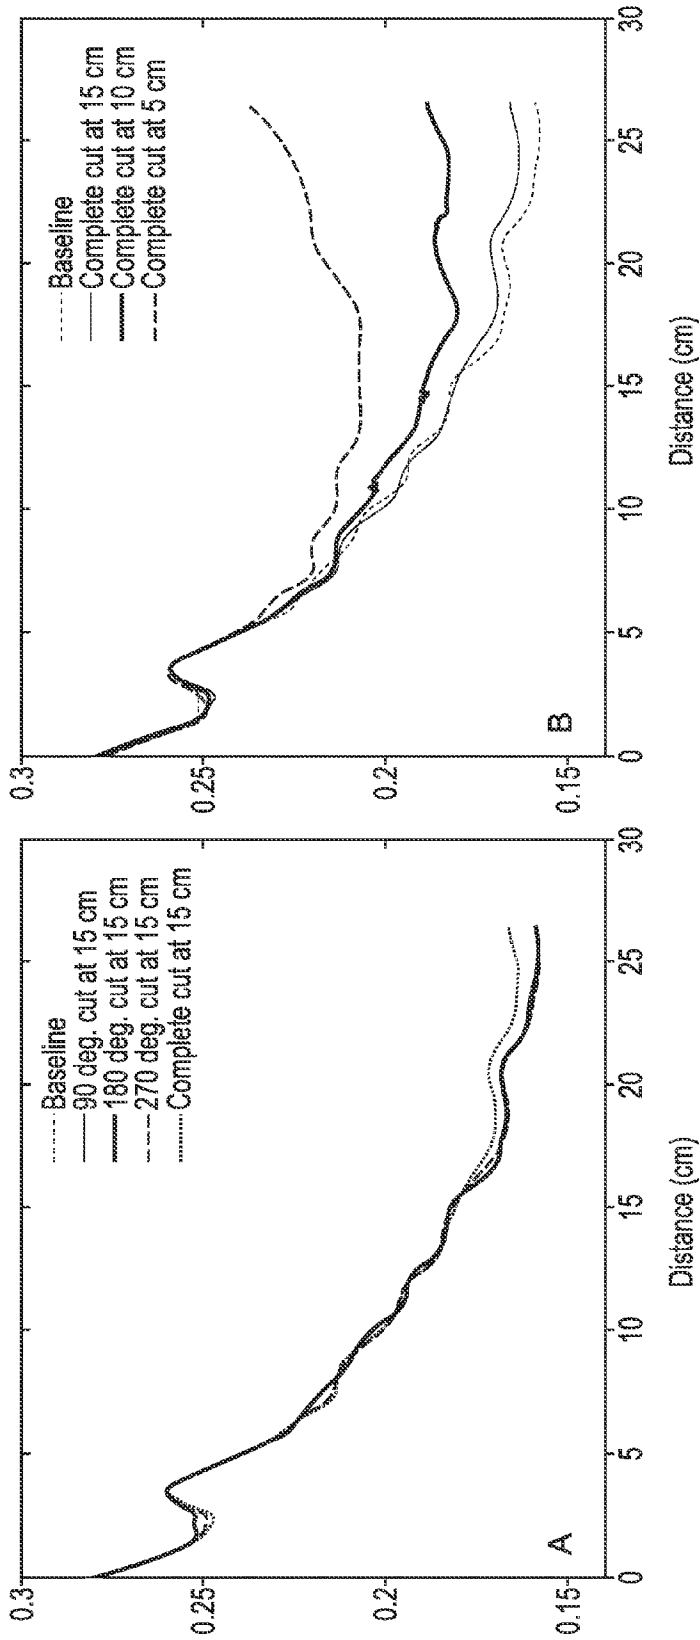 Baseline
90 deg. cut at 15 cm
180 deg. cut at 15 cm
270 deg. cut at 15 cm
Complete cut at 15 cm
0.3
0.25
0.2
0.15
A
0
5
10
15
20
25
30
Distance (cm)
Baseline
Complete cut at 15 cm
Complete cut at 10 cm
Complete cut at 5 cm
0.3
0.25
0.2
0.15
B
0
5
10
15
20
25
30
Distance (cm)